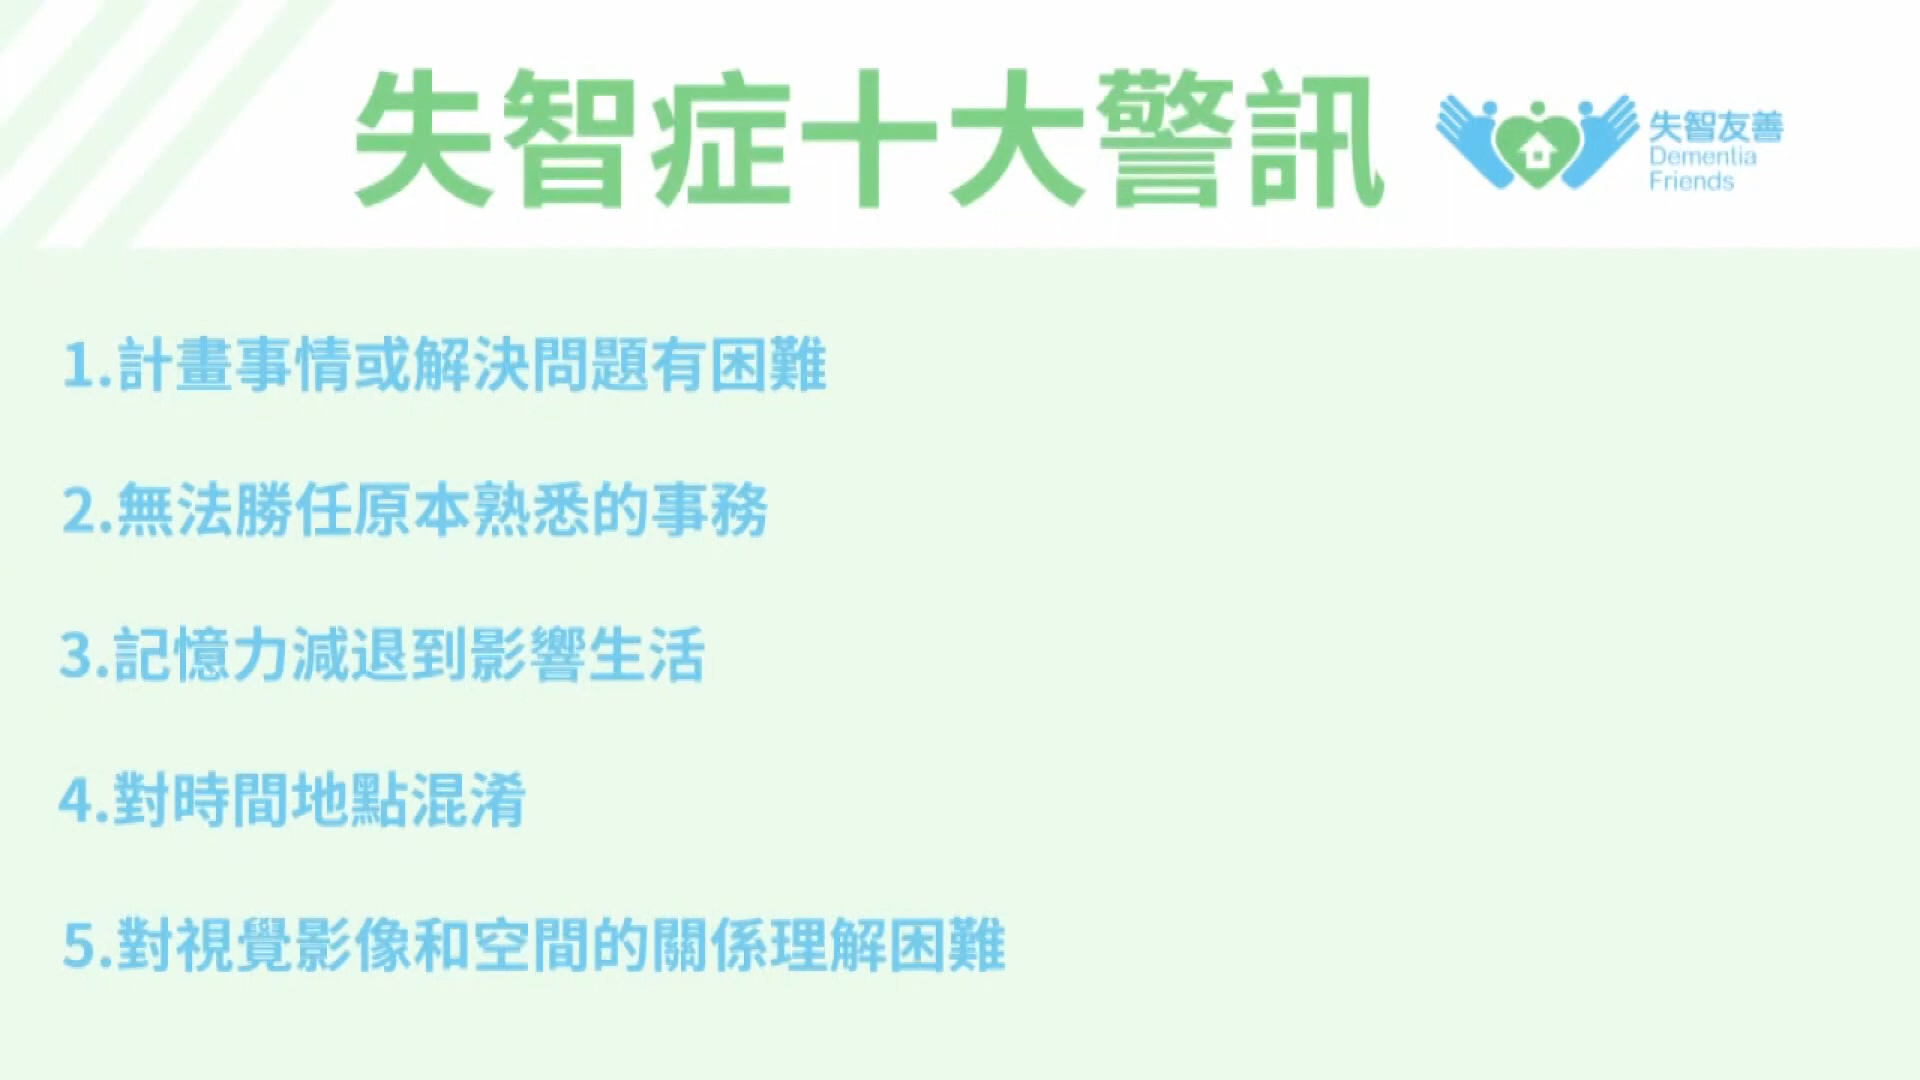 失智症十大警訊
失智友善
Dementia
Friends
1.計畫事情或解決問題有困難
2.無法勝任原本熟悉的事務
3.記憶力減退到影響生活
4.對時間地點混淆
5.對視覺影像和空間的關係理解困難